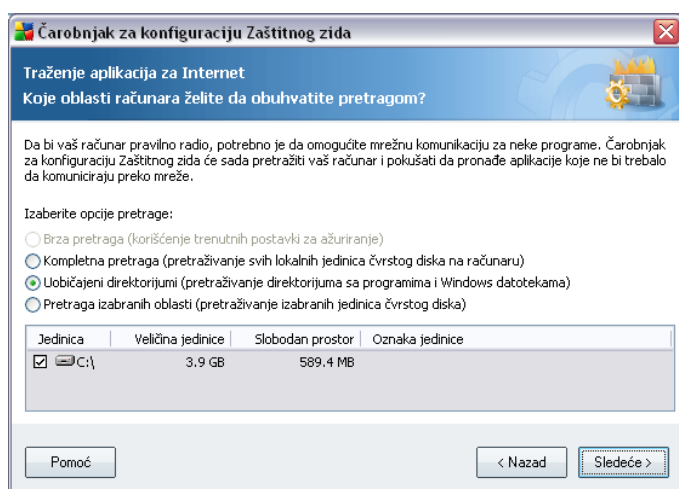 Čarobnjak za konfiguraciju Zaštitnog zida
Traženje aplikacija za Internet
Koje oblasti računara želite da obuhvatite pretragom?
Da bi vaš računar pravilno radio, potrebno je da omogućite mrežnu komunikaciju za neke programe. Čarobnjak
za konfiguraciju Zaštitnog zida će sada pretražiti vaš računar i pokušati da pronađe aplikacije koje ne bi trebalo
da komuniciraju preko mreže.
Izaberite opcije pretrage:
Brza pretraga (korišćenje trenutnih postavki za ažuriranje)
Kompletna pretraga (pretraživanje svih lokalnih jedinica čvrstog diska na računaru)
Uobičajeni direktorijumi (pretraživanje direktorijuma sa programima i Windows datotekama)
Pretraga izabranih oblasti (pretraživanje izabranih jedinica čvrstog diska)
Jedinica Veličina jedinice Slobodan prostor Oznaka jedinice
C:\ 3.9 GB 589.4 MB
Pomoć < Nazad Sledeće >